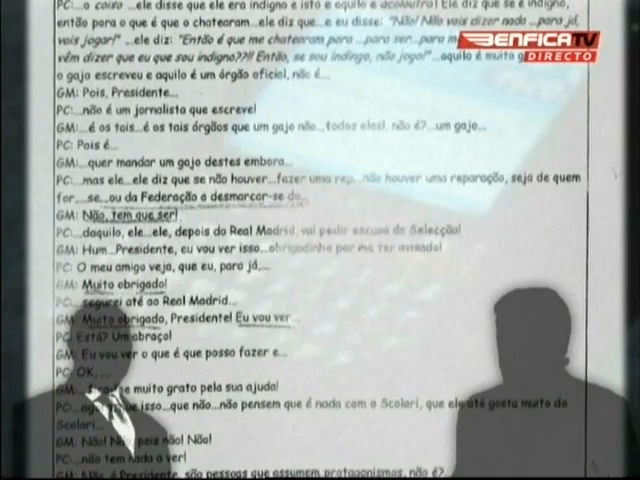 PC:...o coiso ...ele disse que ele era indigno e isto e aquilo e acoloutro! Ele diz que se é indigno,
então para o que é que o chatearam...ele diz que...e eu disse: "Não! Não vais dizer nada ...para já,
vais jogar!" ...ele diz: "Então é que me chatearam para ...para ser...para
vêm dizer que eu que sou indigno??!! Então, se sou indingo, não jogo!" ...aquilo é muito
o gajo escreveu e aquilo é um órgão oficial, não é...
GM: Pois, Presidente...
PC:...não é um jornalista que escreve!
GM:...é os tais...é os tais órgãos que um gajo não...todos eles!, não é?...um gajo...
PC: Pois é...
GM:...quer mandar um gajo destes embora...
PC:...mas ele...ele diz que se não houver...fazer uma rep...não houver uma reparação, seja de quem
for,...se...ou da Federação a desmarcar-se do...
GM: Não, tem que ser!
PC:...daquilo, ele...ele, depois do Real Madrid, vai pedir escusa da Selecção!
GM: Hum...Presidente, eu vou ver isso...obrigadinho por me ter avisado!
PC: O meu amigo veja, que eu, para já,...
GM: Muito obrigado!
PC:...segurei até ao Real Madrid...
GM: Muito obrigado, Presidente! Eu vou ver ...
PC: Está? Um abraço!
GM: Eu vou ver o que é que posso fazer e...
PC: OK, ...
GM: muito grato pela sua ajuda!
PC: isso...que não...não pensem que é nada com o Scolari, que ele até gosta muito do
Scolari...
GM: Não! Não, pois não! Não!
PC:...não tem nada a ver!
GM: Não é Presidente, são pessoas que assumem protagonismos, não é?...
BENFICA TV
DIRECTO